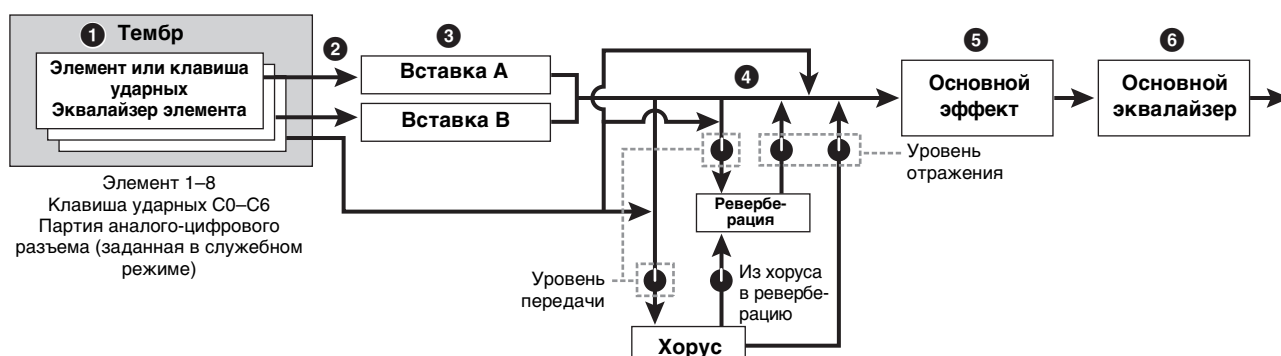 1 Тембр
Элемент или клавиша
ударных
Эквалайзер элемента
2
3
Вставка A
Вставка B
4
5
Основной
эффект
6
Основной
эквалайзер
Элемент 1–8
Клавиша ударных C0–C6
Партия аналого-цифрового
разъема (заданная в служебном
режиме)
Уровень
отражения
Ревербе-
рация
Уровень
передачи
Из хоруса
в ревербе-
рацию
Хорус